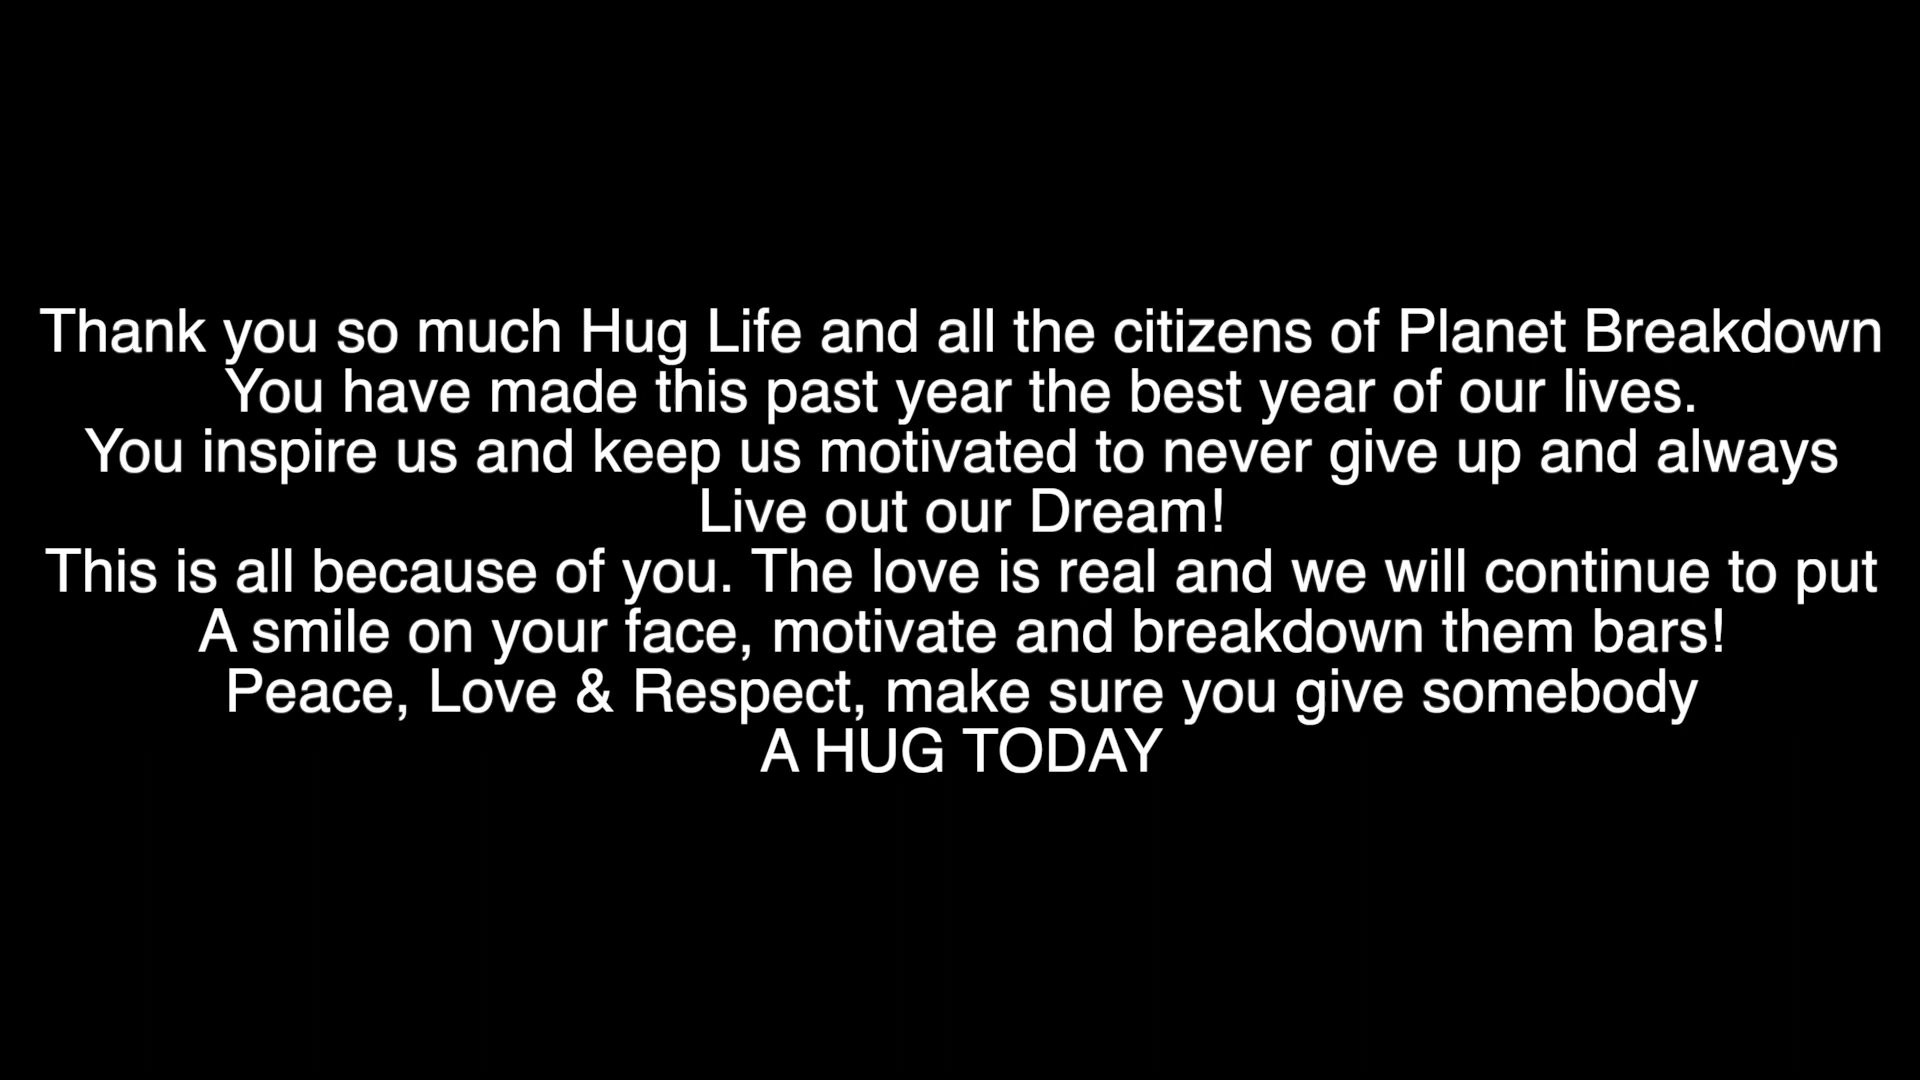 Thank you so much Hug Life and all the citizens of Planet Breakdown
You have made this past year the best year of our lives.
You inspire us and keep us motivated to never give up and always
Live out our Dream!
This is all because of you. The love is real and we will continue to put
A smile on your face, motivate and breakdown them bars!
Peace, Love & Respect, make sure you give somebody
A HUG TODAY